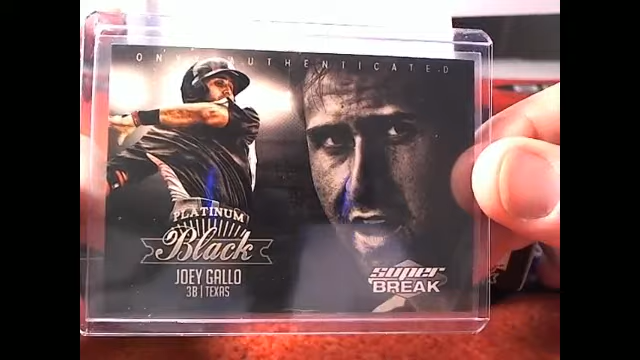 ONYX AUTHENTICATED
PLATINUM
Black
JOEY GALLO
3B | TEXAS
super
BREAK